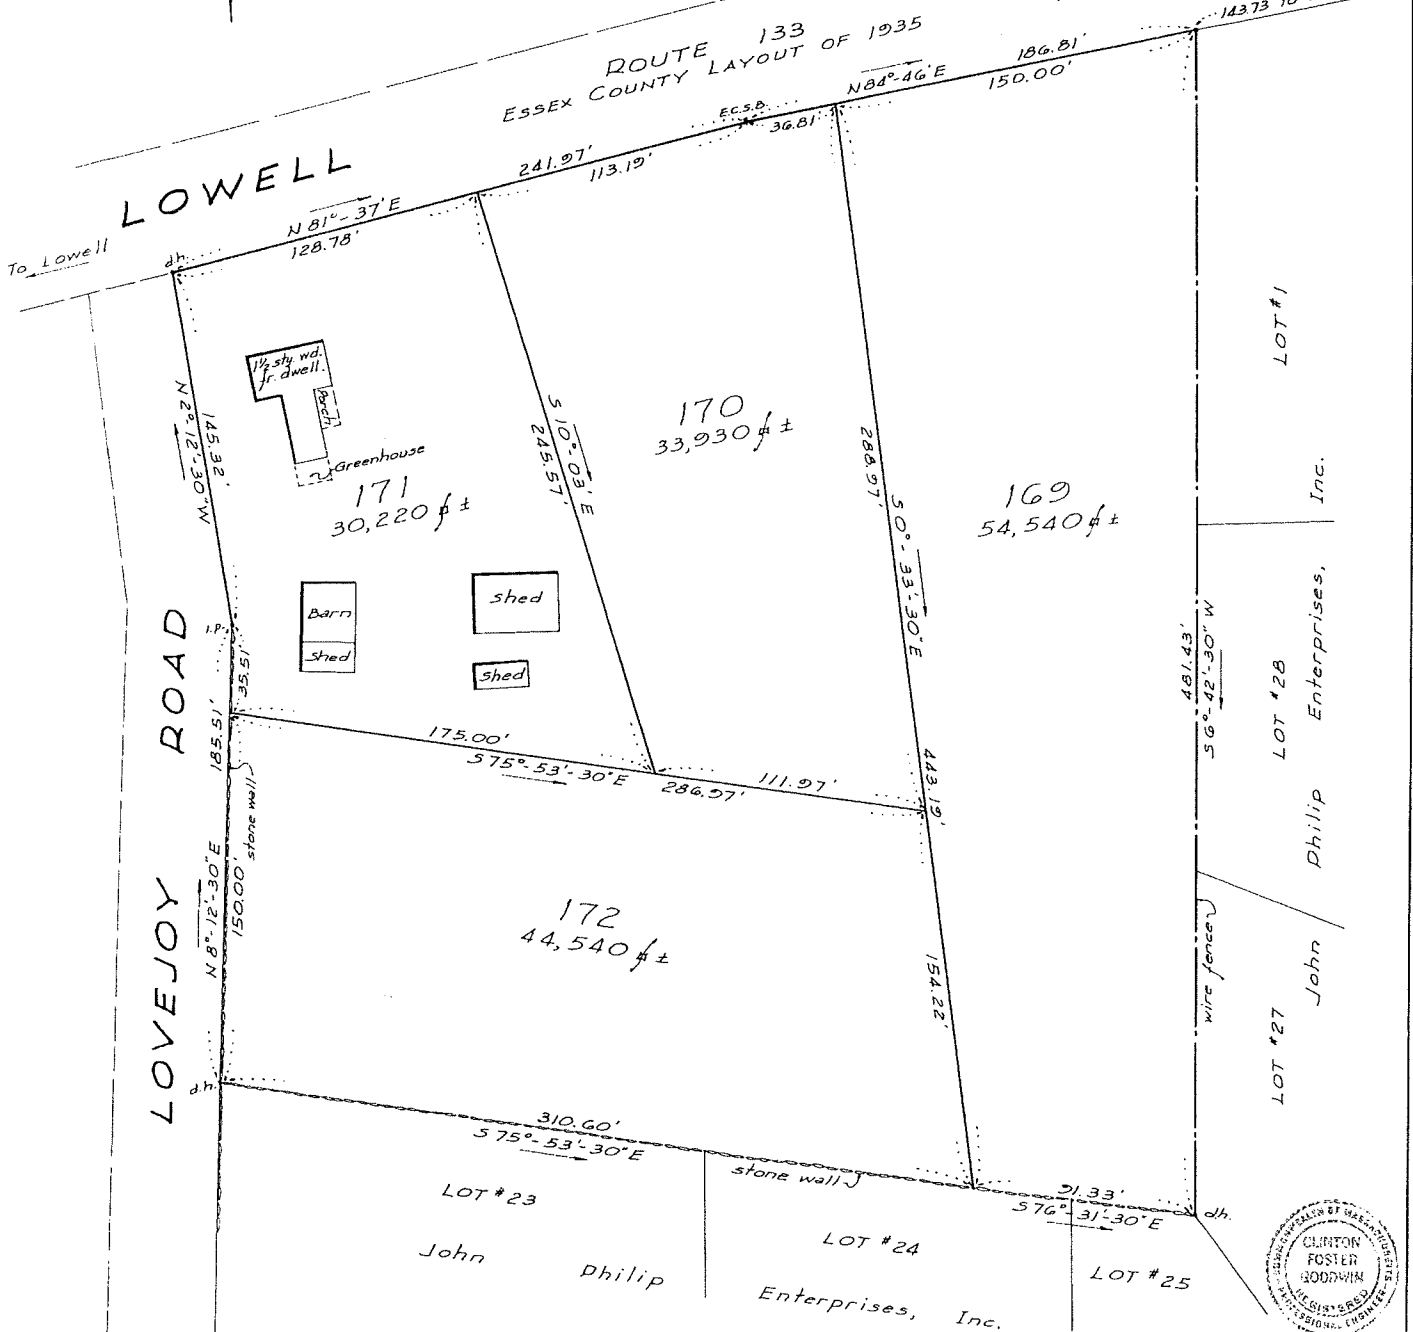 ROUTE 133
ESSEX COUNTY LAYOUT OF 1935
143.73
186.81'
N 84°-46' E
150.00'
E.C.S.B.
36.81
241.97'
113.19'
LOWELL
N 81°-37' E
128.78'
To Lowell
d.h.
1½ sty. wd.
fr. dwell.
Porch
Greenhouse
N 2°-12'-30" W
145.32'
171
30,220 ⌿ ±
S 10°-03' E
245.57'
170
33,930 ⌿ ±
288.97'
S 0°-33'-30" E
169
54,540 ⌿ ±
LOT #1
Barn
Shed
Shed
Shed
I.P.
35.51'
185.51'
175.00'
S 75°-53'-30" E
286.97'
111.97'
443.19'
481.43'
S 6°-42'-30" W
LOT #28
John Philip Enterprises, Inc.
LOVEJOY ROAD
N 8°-12'-30" E
150.00'
stone wall
172
44,540 ⌿ ±
154.22'
wire fence
LOT #27
d.h.
310.60'
S 75°-53'-30" E
stone wall
91.33'
S 76°-31'-30" E
d.h.
LOT #23
LOT #24
LOT #25
John Philip Enterprises, Inc.
COMMONWEALTH OF MASSACHUSETTS
CLINTON
FOSTER
GOODWIN
REGISTERED
PROFESSIONAL ENGINEER